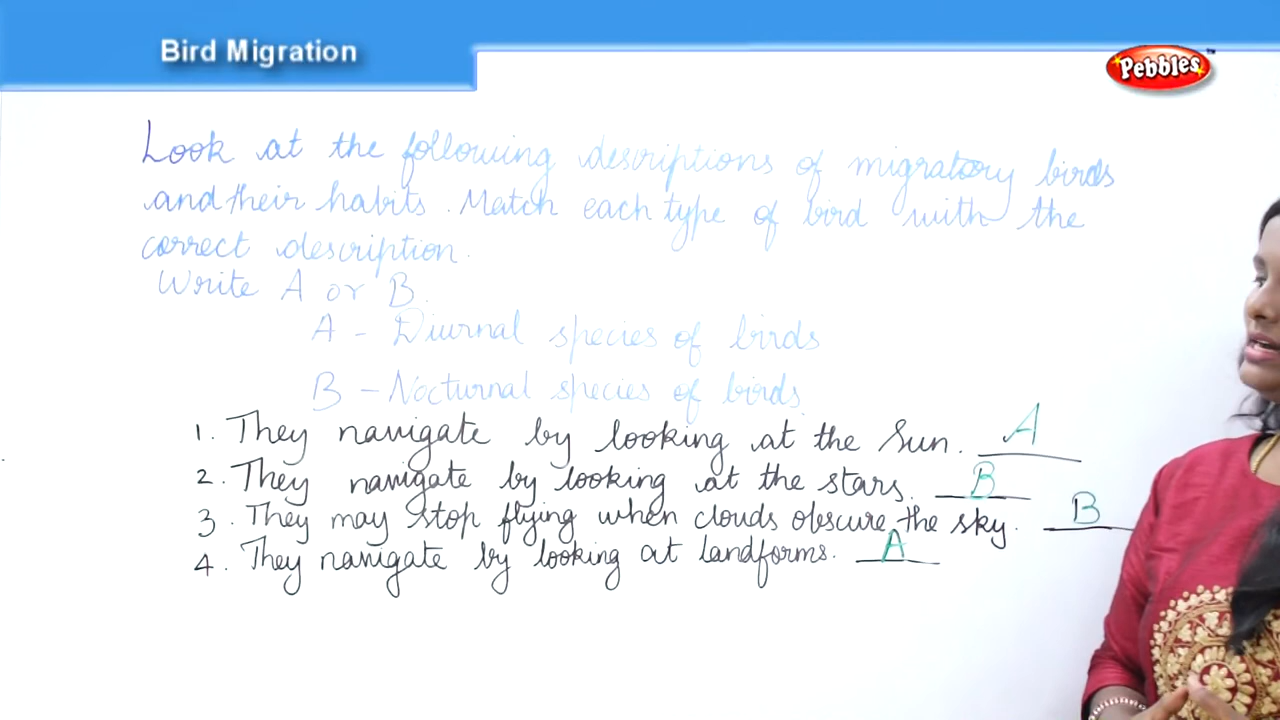 Bird Migration
Pebbles™
Look at the following descriptions of migratory birds
and their habits. Match each type of bird with the
correct description.
Write A or B.
A - Diurnal species of birds
B - Nocturnal species of birds
1. They navigate by looking at the Sun. A
2. They navigate by looking at the stars. B
3. They may stop flying when clouds obscure the sky. B
4. They navigate by looking at landforms. A